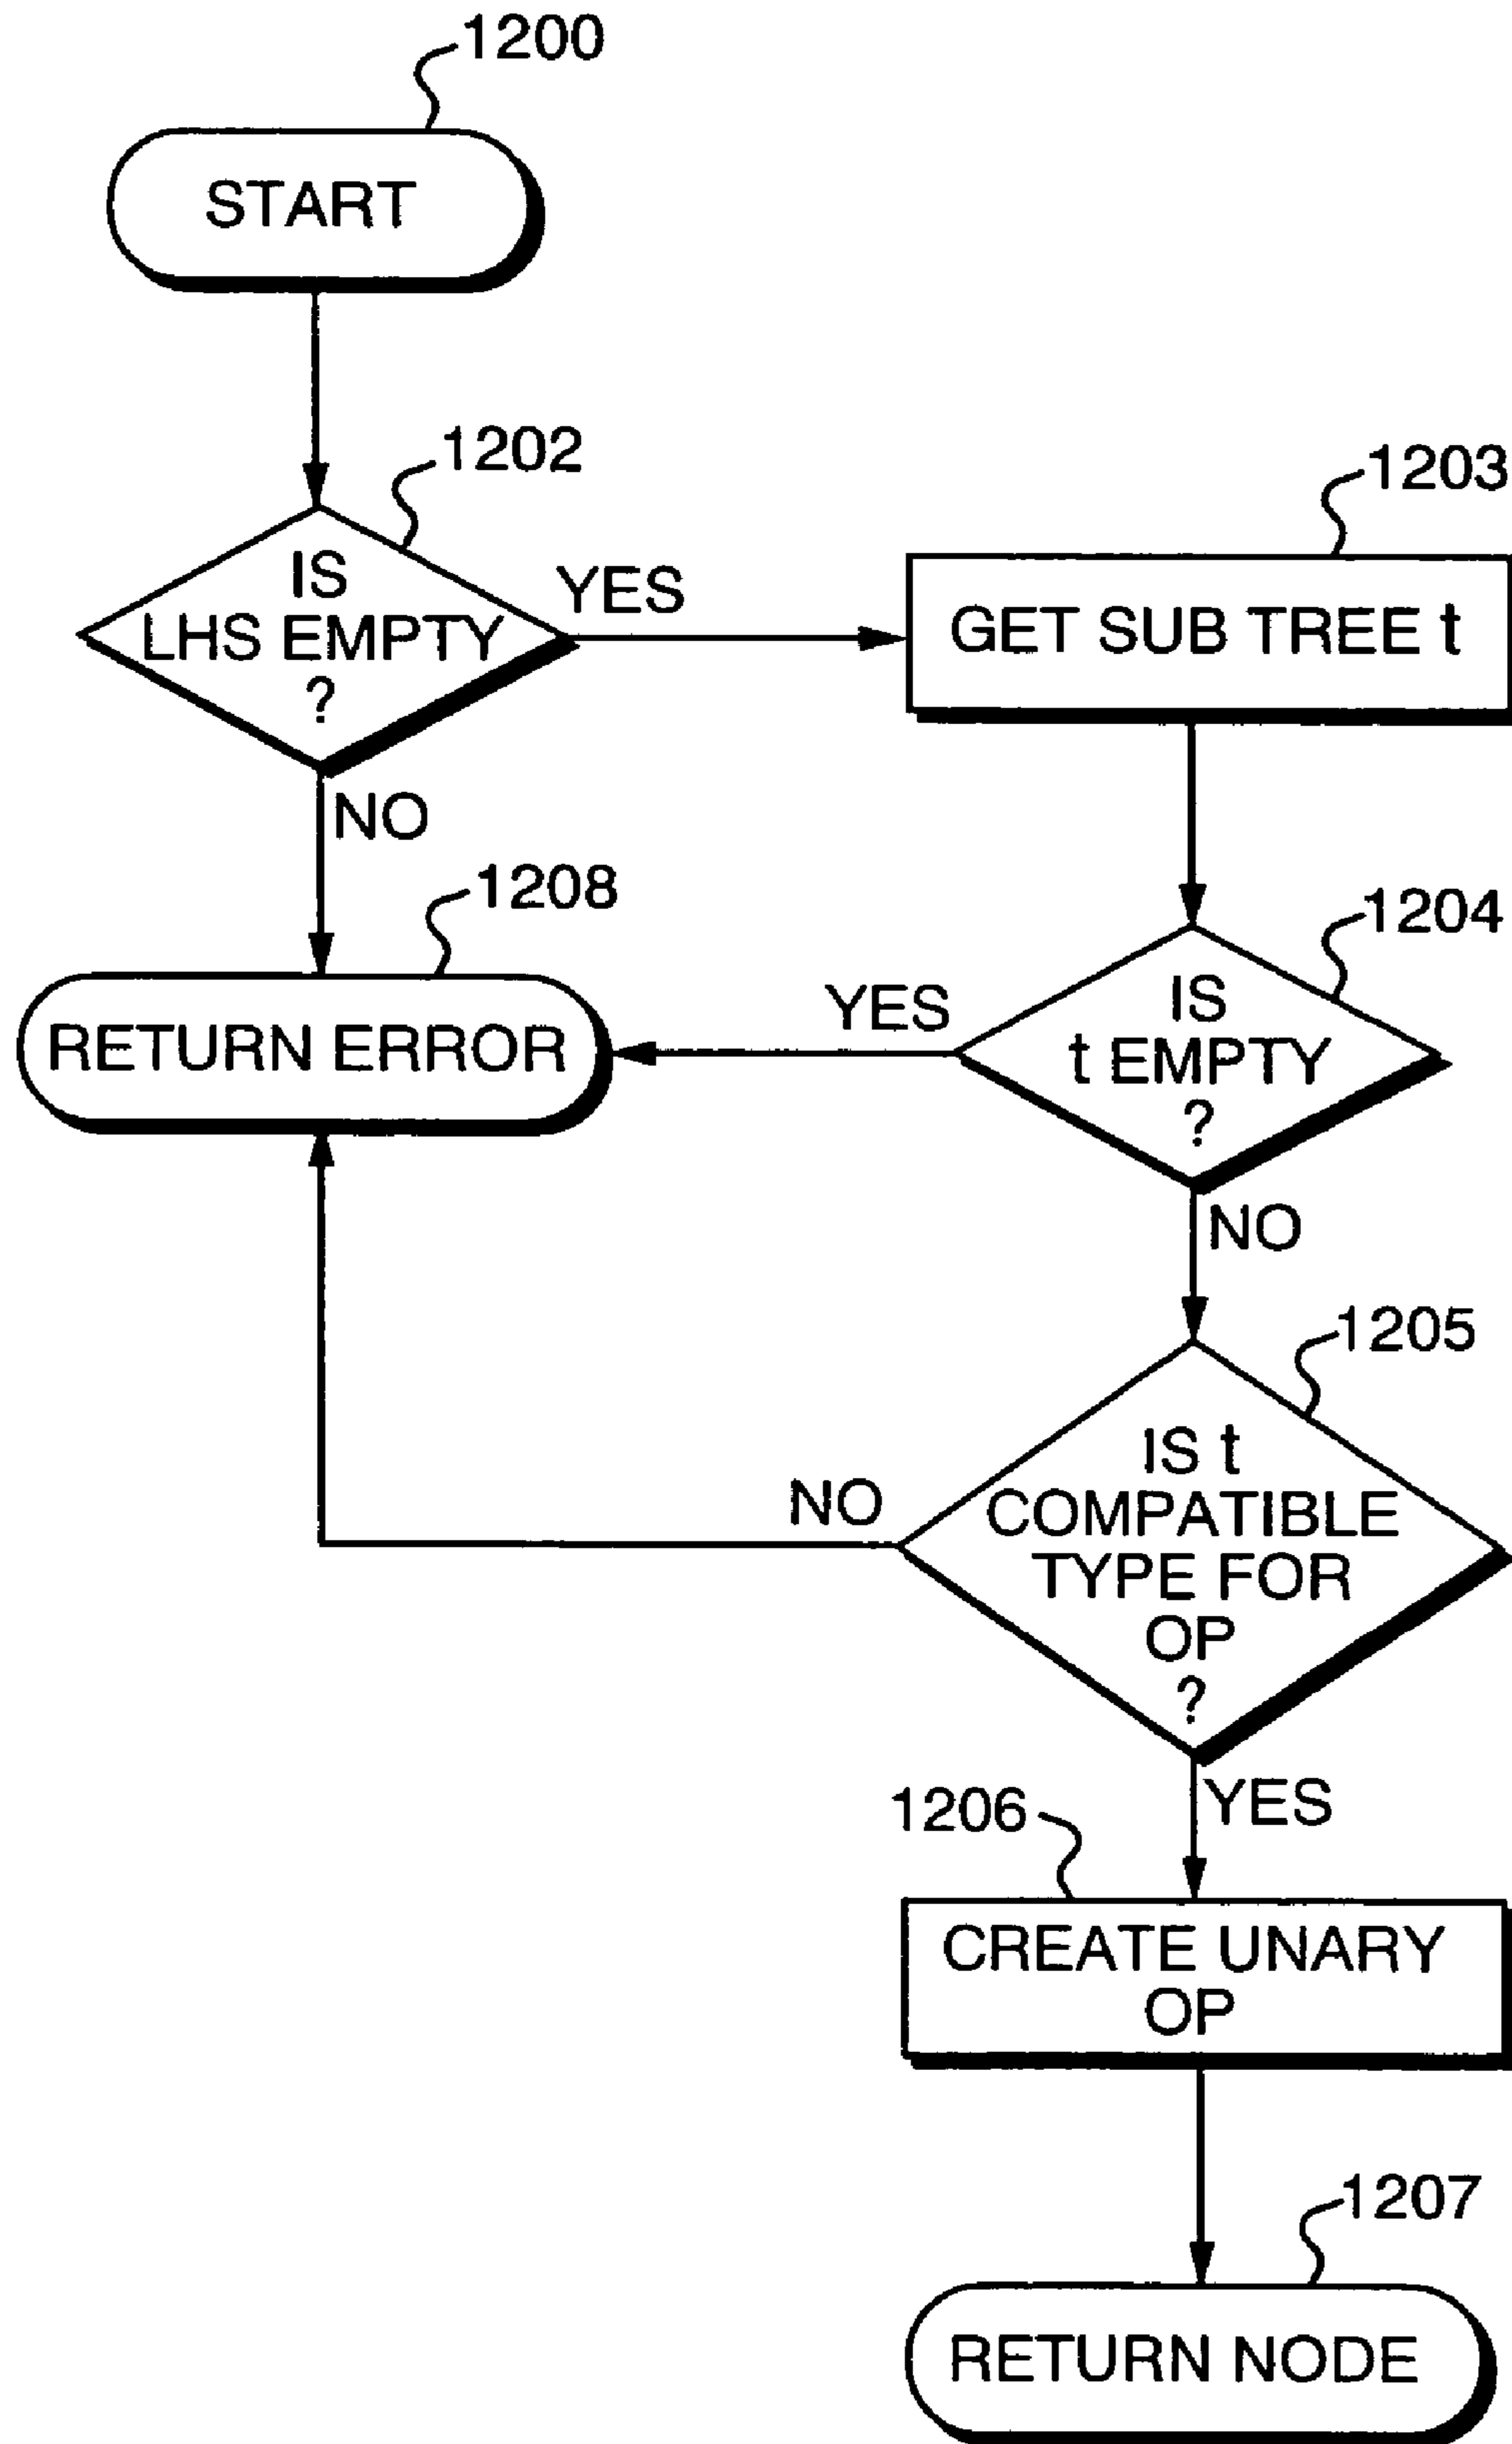 1200
START
1202
IS
LHS EMPTY
?
YES
NO
1203
GET SUB TREE t
1208
RETURN ERROR
1204
YES
IS
t EMPTY
?
NO
1205
IS t
COMPATIBLE
TYPE FOR
OP
?
NO
YES
1206
CREATE UNARY
OP
1207
RETURN NODE